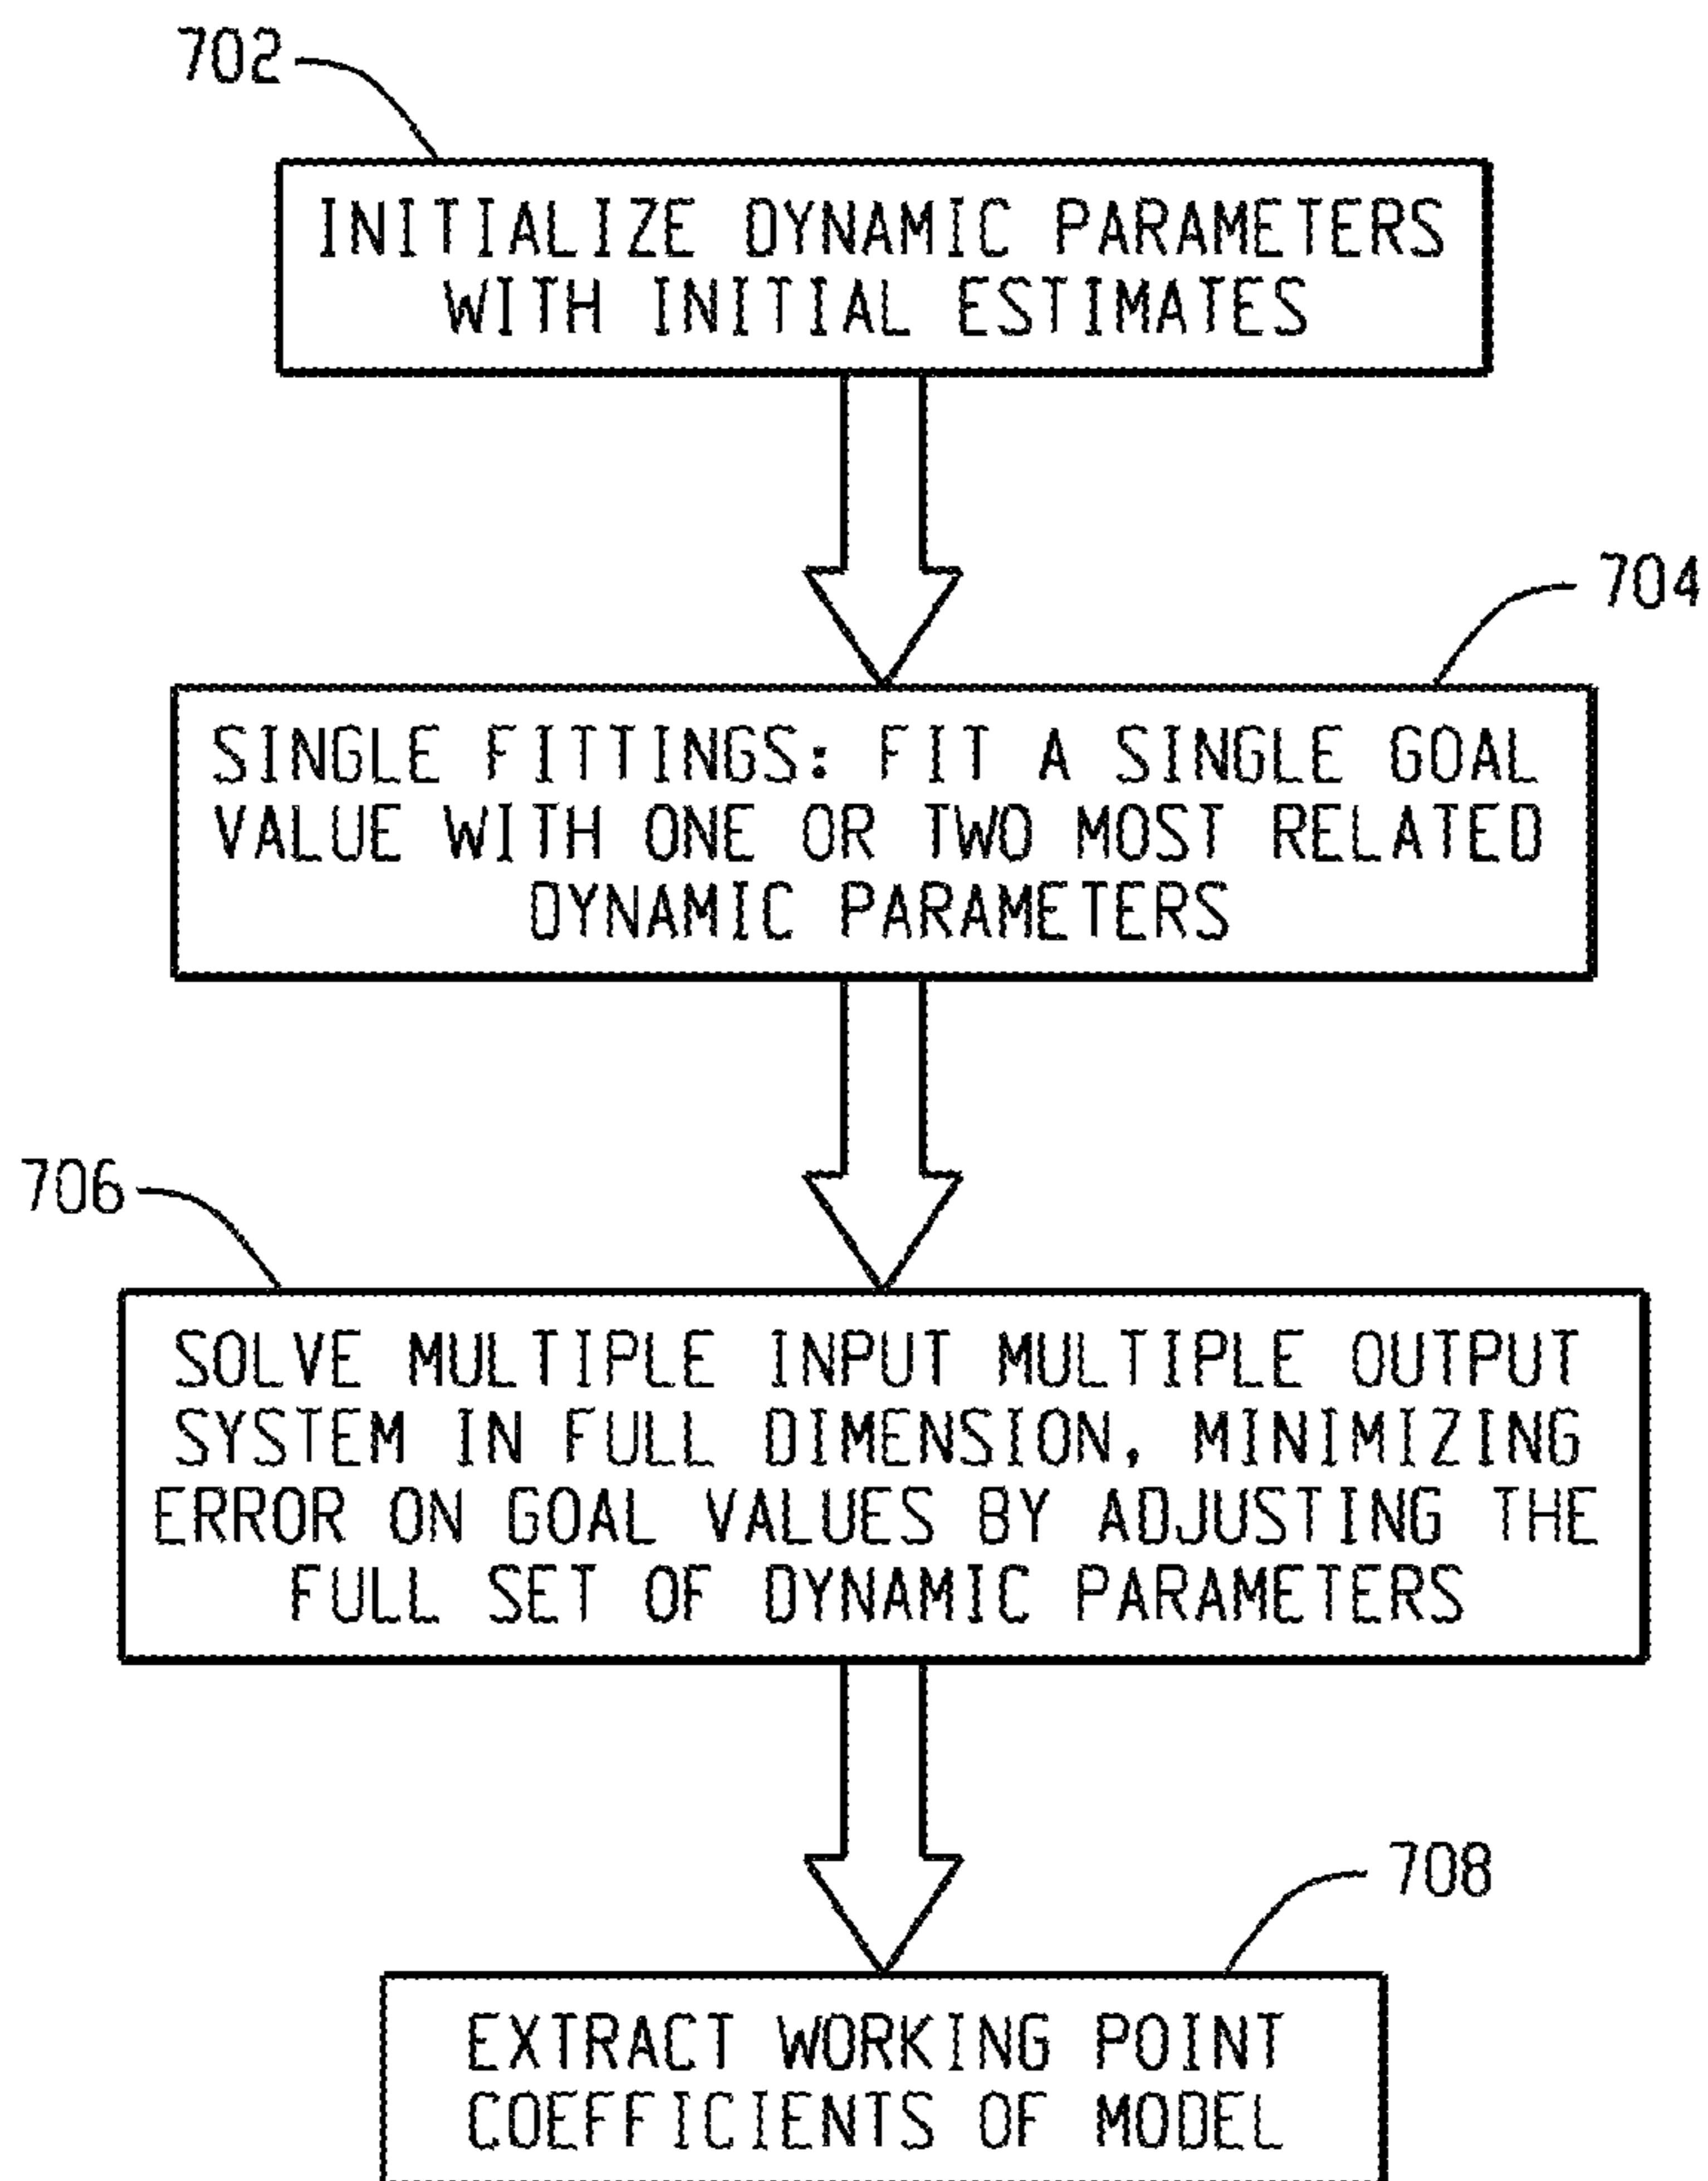 702
INITIALIZE DYNAMIC PARAMETERS
WITH INITIAL ESTIMATES
704
SINGLE FITTINGS: FIT A SINGLE GOAL
VALUE WITH ONE OR TWO MOST RELATED
DYNAMIC PARAMETERS
706
SOLVE MULTIPLE INPUT MULTIPLE OUTPUT
SYSTEM IN FULL DIMENSION, MINIMIZING
ERROR ON GOAL VALUES BY ADJUSTING THE
FULL SET OF DYNAMIC PARAMETERS
708
EXTRACT WORKING POINT
COEFFICIENTS OF MODEL